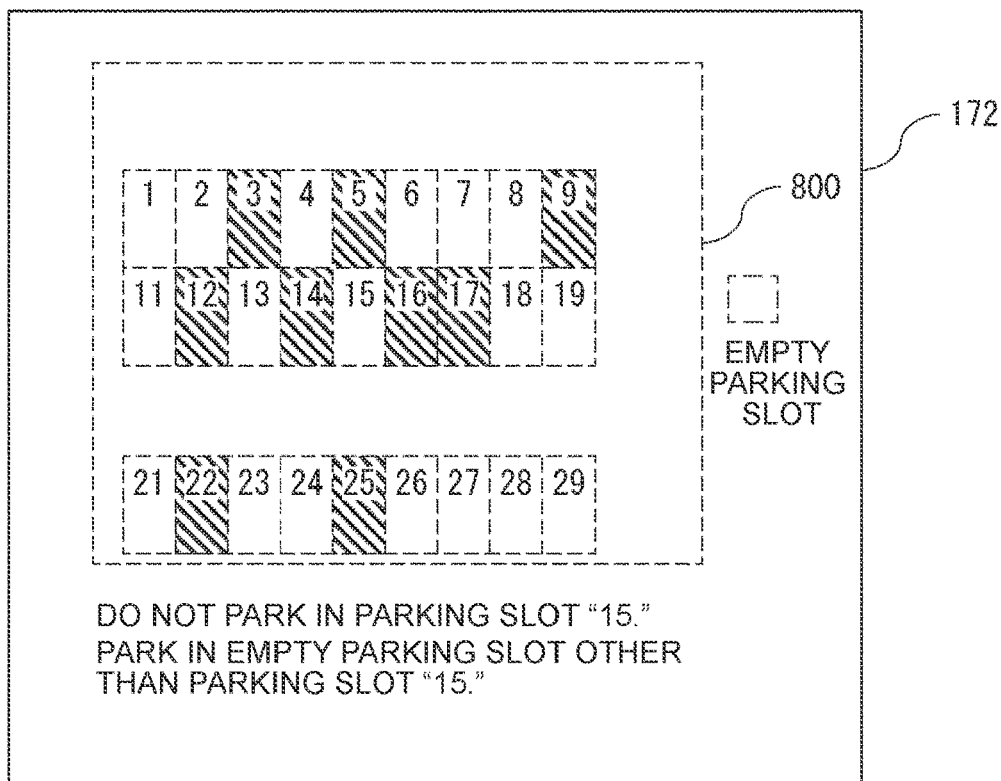 172
800
1 2 3 4 5 6 7 8 9
11 12 13 14 15 16 17 18 19
EMPTY
PARKING
SLOT
21 22 23 24 25 26 27 28 29
DO NOT PARK IN PARKING SLOT “15.”
PARK IN EMPTY PARKING SLOT OTHER
THAN PARKING SLOT “15.”